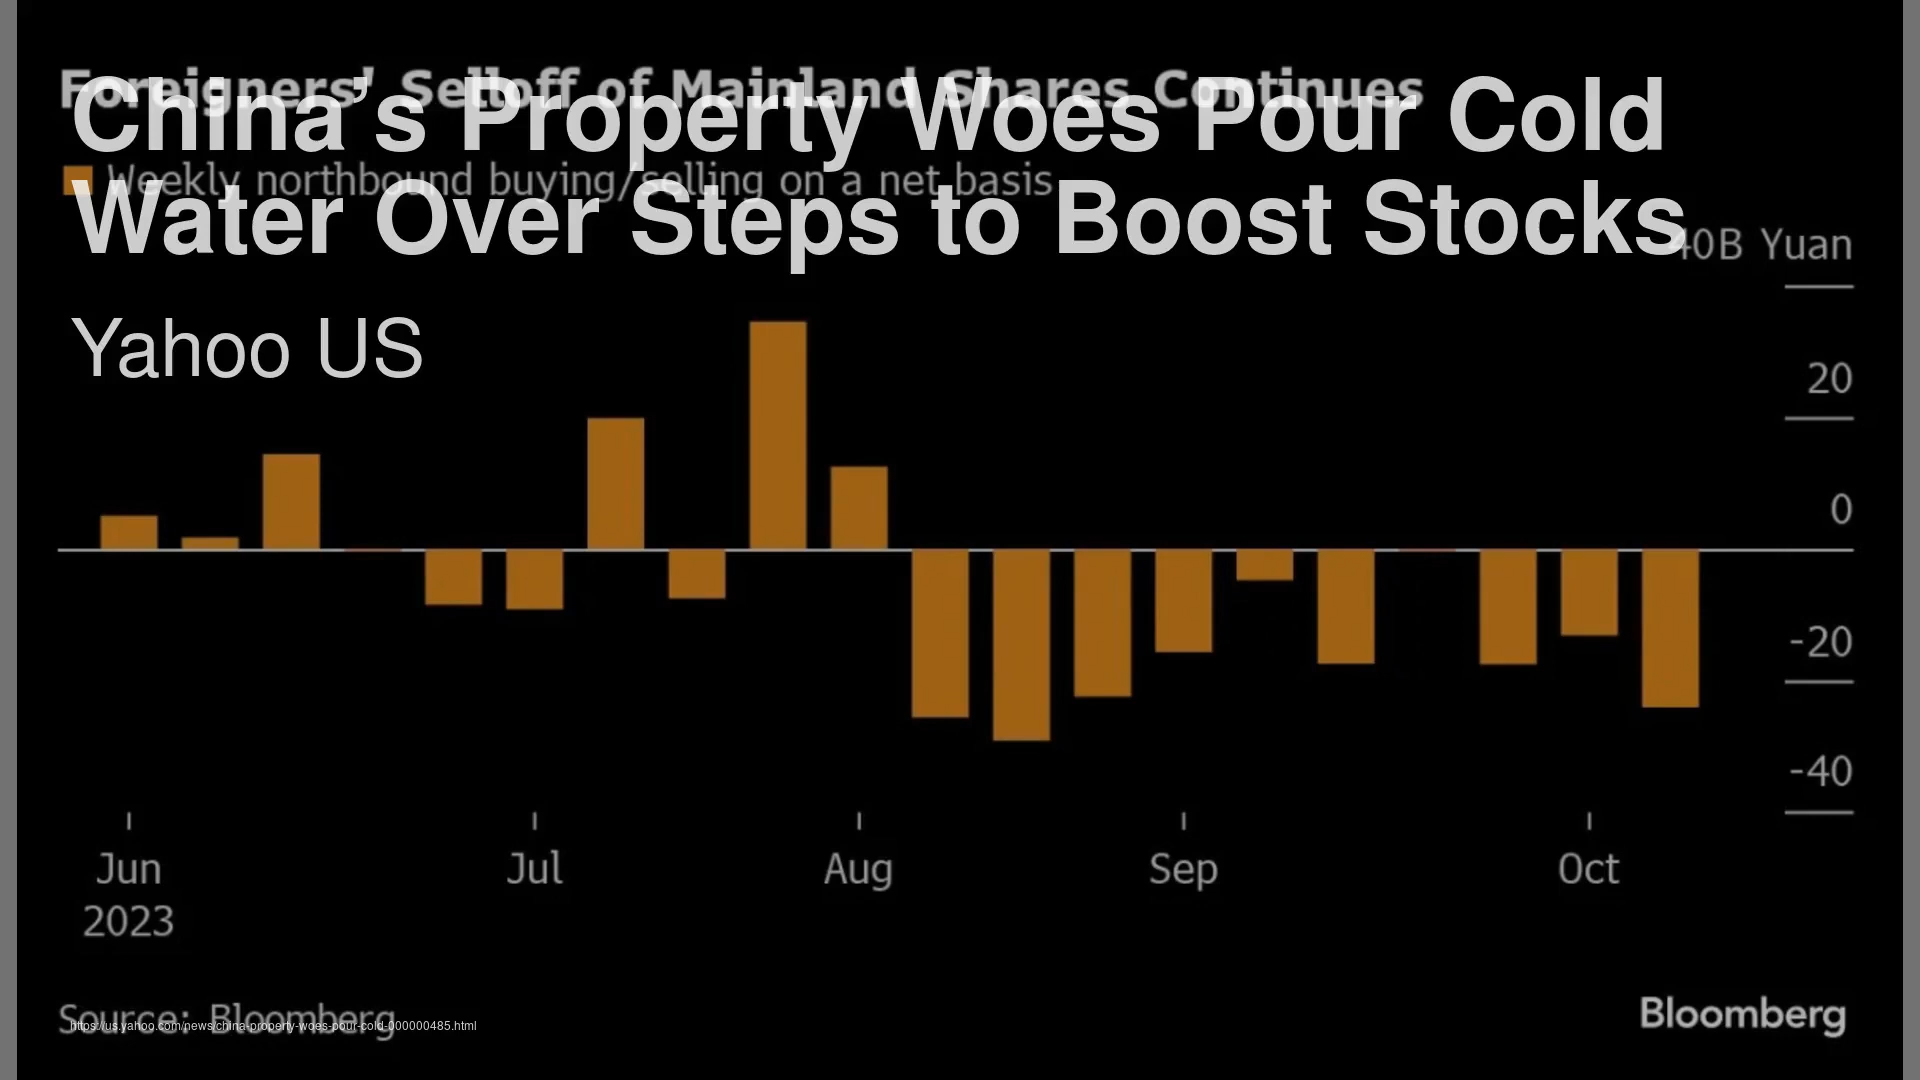 Foreigners' Selloff of Mainland Shares Continues
China's Property Woes Pour Cold
Weekly northbound buying/selling on a net basis
Water Over Steps to Boost Stocks
40B Yuan
Yahoo US
20
0
-20
-40
Jun
Jul
Aug
Sep
Oct
2023
Source: Bloomberg
https://us.yahoo.com/news/china-property-woes-pour-cold-000000485.html
Bloomberg